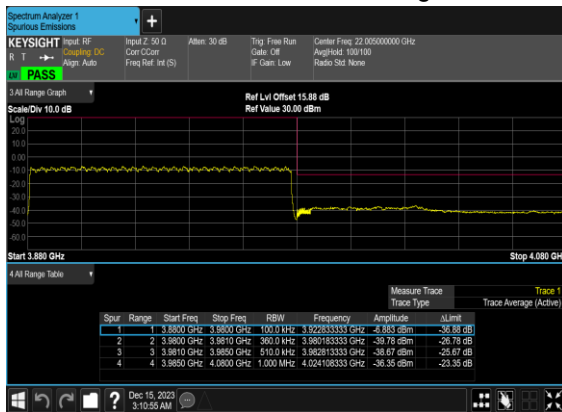 Spectrum Analyzer 1
Spurious Emissions
KEYSIGHT Input: RF Input Z: 50 Ω Atten: 30 dB Trig: Free Run Center Freq: 22.005000000 GHz
R T Coupling: DC Corr CCorr Gate: Off Avg|Hold: 100/100
Align: Auto Freq Ref: Int (S) IF Gain: Low Radio Std: None
PASS
3 All Range Graph
Ref Lvl Offset 15.88 dB
Scale/Div 10.0 dB Ref Value 30.00 dBm
Log
20.0
10.0
0.00
-10.0
-20.0
-30.0
-40.0
-50.0
-60.0
Start 3.880 GHz Stop 4.080 GH
4 All Range Table
Measure Trace Trace 1
Trace Type Trace Average (Active)
Spur Range Start Freq Stop Freq RBW Frequency Amplitude ΔLimit
1 1 3.8800 GHz 3.9800 GHz 100.0 kHz 3.922833333 GHz -6.883 dBm -36.88 dB
2 2 3.9800 GHz 3.9810 GHz 360.0 kHz 3.980183333 GHz -39.78 dBm -26.78 dB
3 3 3.9810 GHz 3.9850 GHz 510.0 kHz 3.982813333 GHz -38.67 dBm -25.67 dB
4 4 3.9850 GHz 4.0800 GHz 1.000 MHz 4.024108333 GHz -36.35 dBm -23.35 dB
? Dec 15, 2023
3:10:55 AM